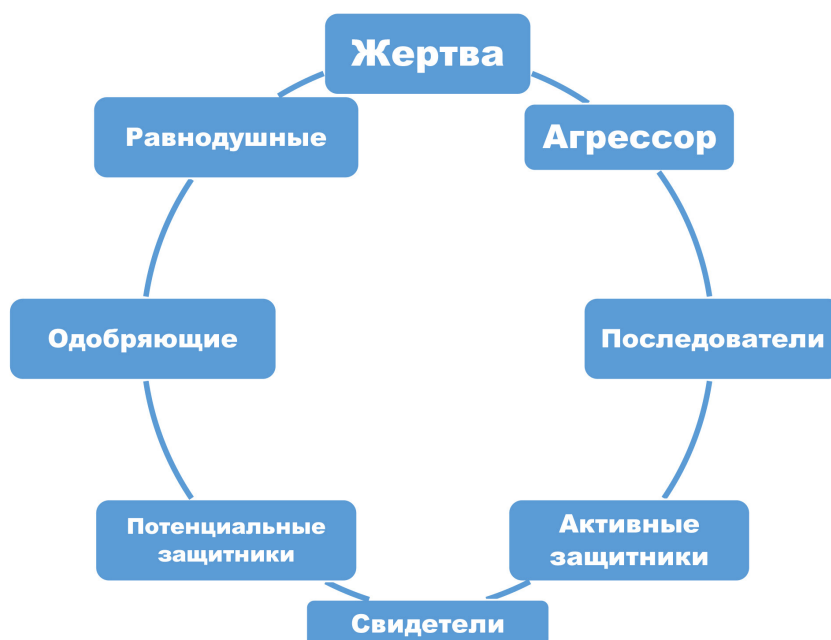 Жертва
Равнодушные
Агрессор
Одобряющие
Последователи
Потенциальные
защитники
Активные
защитники
Свидетели